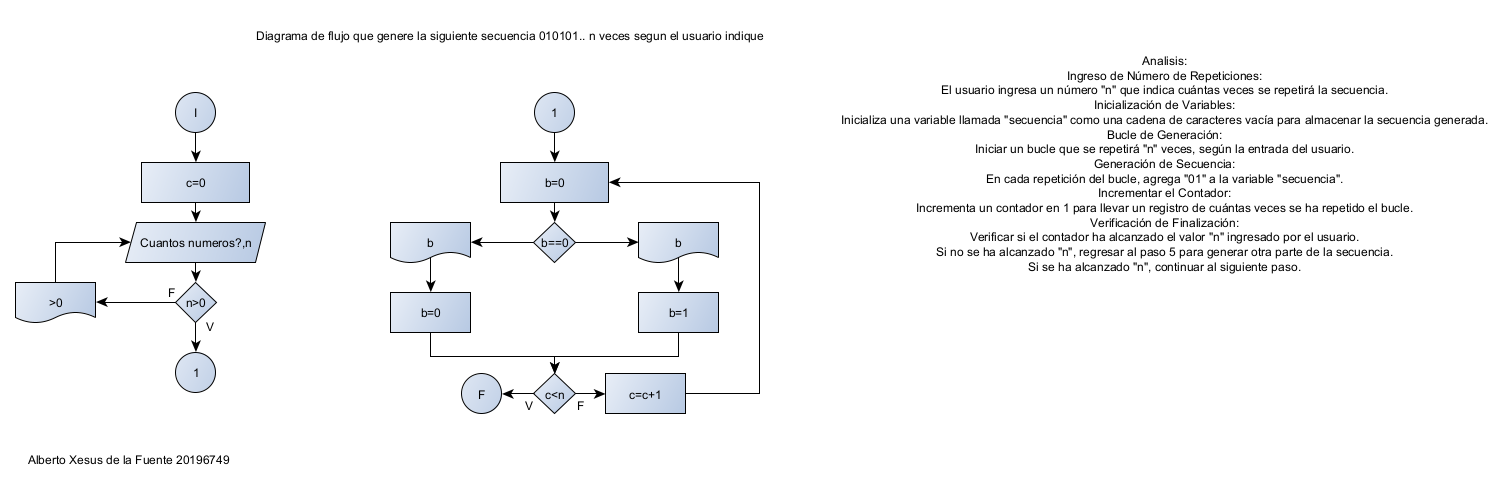 Diagrama de flujo que genere la siguiente secuencia 010101.. n veces segun el usuario indique
I
c=0
Cuantos numeros?,n
n>0
F
>0
V
1
1
b=0
b==0
b
b
b=0
b=1
c<n
V
F
F
c=c+1
Analisis:
Ingreso de Número de Repeticiones:
El usuario ingresa un número "n" que indica cuántas veces se repetirá la secuencia.
Inicialización de Variables:
Inicializa una variable llamada "secuencia" como una cadena de caracteres vacía para almacenar la secuencia generada.
Bucle de Generación:
Iniciar un bucle que se repetirá "n" veces, según la entrada del usuario.
Generación de Secuencia:
En cada repetición del bucle, agrega "01" a la variable "secuencia".
Incrementar el Contador:
Incrementa un contador en 1 para llevar un registro de cuántas veces se ha repetido el bucle.
Verificación de Finalización:
Verificar si el contador ha alcanzado el valor "n" ingresado por el usuario.
Si no se ha alcanzado "n", regresar al paso 5 para generar otra parte de la secuencia.
Si se ha alcanzado "n", continuar al siguiente paso.
Alberto Xesus de la Fuente 20196749